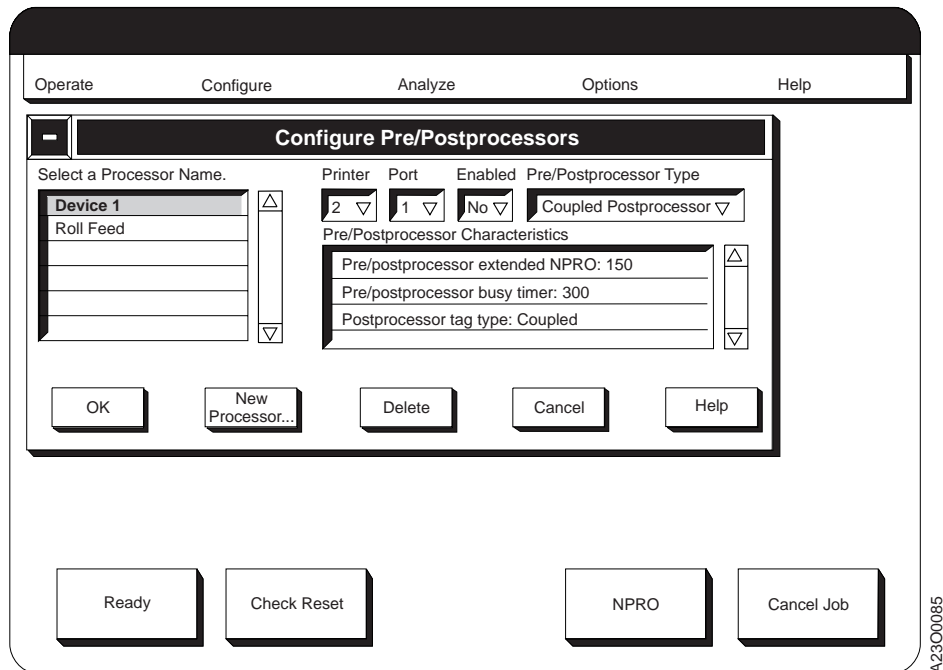 Operate Configure Analyze Options Help
Configure Pre/Postprocessors
Select a Processor Name.
Device 1
Roll Feed
Printer Port Enabled Pre/Postprocessor Type
2 1 No Coupled Postprocessor
Pre/Postprocessor Characteristics
Pre/postprocessor extended NPRO: 150
Pre/postprocessor busy timer: 300
Postprocessor tag type: Coupled
OK
New
Processor...
Delete
Cancel
Help
Ready
Check Reset
NPRO
Cancel Job
A23O0085